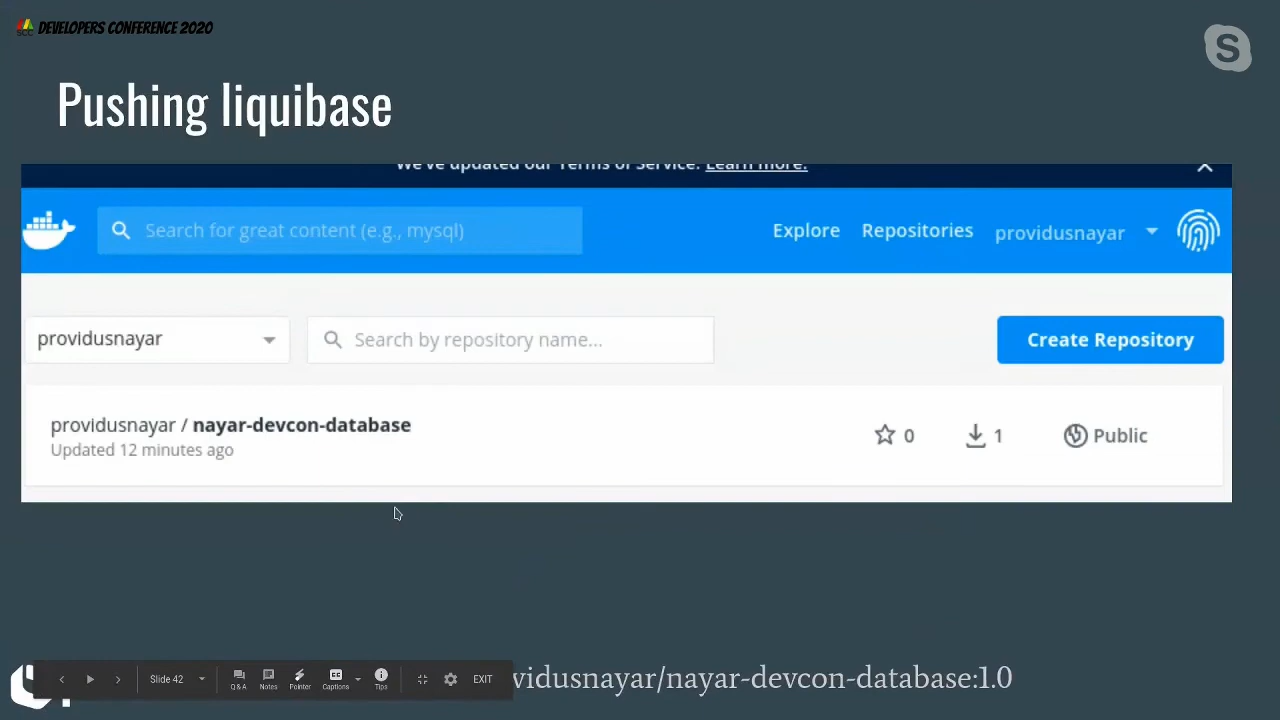 SCC DEVELOPERS CONFERENCE 2020
S
Pushing liquibase
We've updated our Terms of Service. Learn more.
Search for great content (e.g., mysql)
Explore
Repositories
providusnayar
providusnayar
Search by repository name...
Create Repository
providusnayar / nayar-devcon-database
Updated 12 minutes ago
0
1
Public
Slide 42
Q&A
Notes
Pointer
Captions
Tips
EXIT
vidusnayar/nayar-devcon-database:1.0